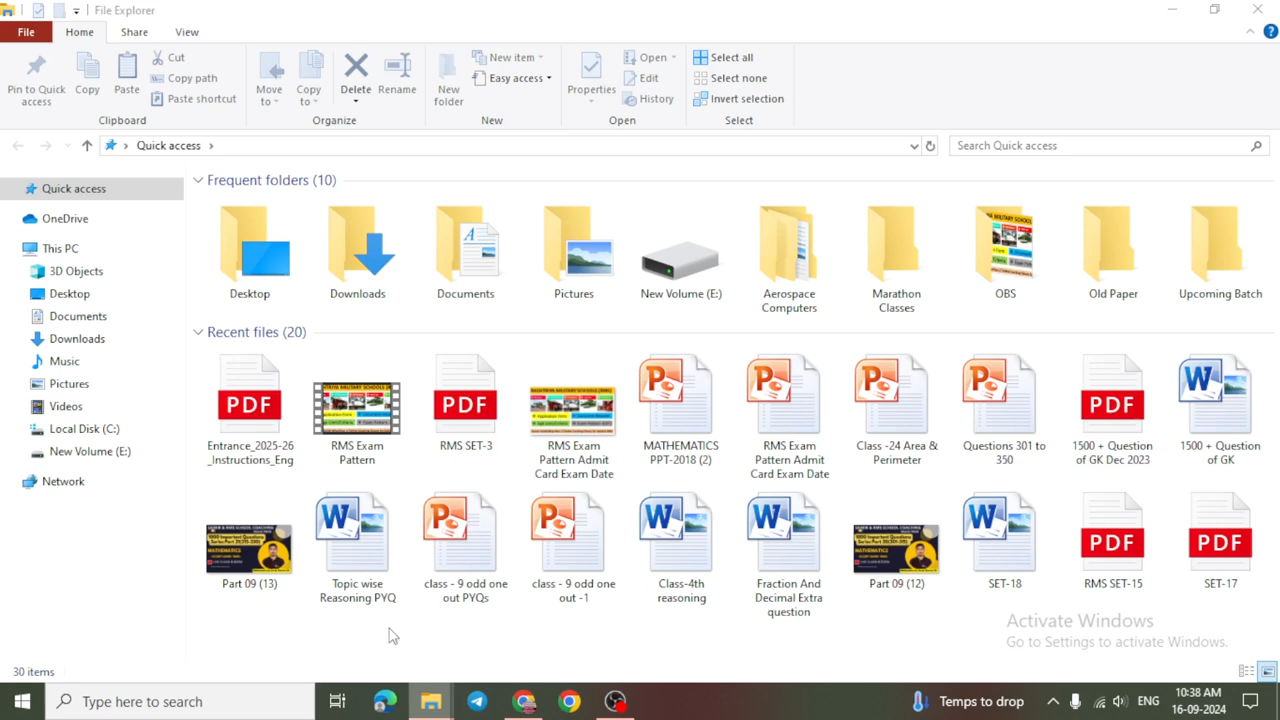 File Explorer
File Home Share View
Pin to Quick access
Copy
Paste
Cut
Copy path
Paste shortcut
Clipboard
Move to
Copy to
Delete
Rename
Organize
New folder
New item
Easy access
New
Properties
Open
Edit
History
Open
Select all
Select none
Invert selection
Select
Quick access
Search Quick access
Quick access
OneDrive
This PC
3D Objects
Desktop
Documents
Downloads
Music
Pictures
Videos
Local Disk (C:)
New Volume (E:)
Network
Frequent folders (10)
Desktop
Downloads
Documents
Pictures
New Volume (E:)
Aerospace
Computers
Marathon
Classes
OBS
Old Paper
Upcoming Batch
Recent files (20)
PDF
Entrance_2025-26
_Instructions_Eng
RMS Exam
Pattern
PDF
RMS SET-3
RMS Exam
Pattern Admit
Card Exam Date
MATHEMATICS
PPT-2018 (2)
RMS Exam
Pattern Admit
Card Exam Date
Class -24 Area &
Perimeter
Questions 301 to
350
PDF
1500 + Question
of GK Dec 2023
1500 + Question
of GK
Part 09 (13)
Topic wise
Reasoning PYQ
class - 9 odd one
out PYQs
class - 9 odd one
out -1
Class-4th
reasoning
Fraction And
Decimal Extra
question
Part 09 (12)
SET-18
PDF
RMS SET-15
PDF
SET-17
Activate Windows
Go to Settings to activate Windows.
30 items
Type here to search
Temps to drop
ENG
10:38 AM
16-09-2024